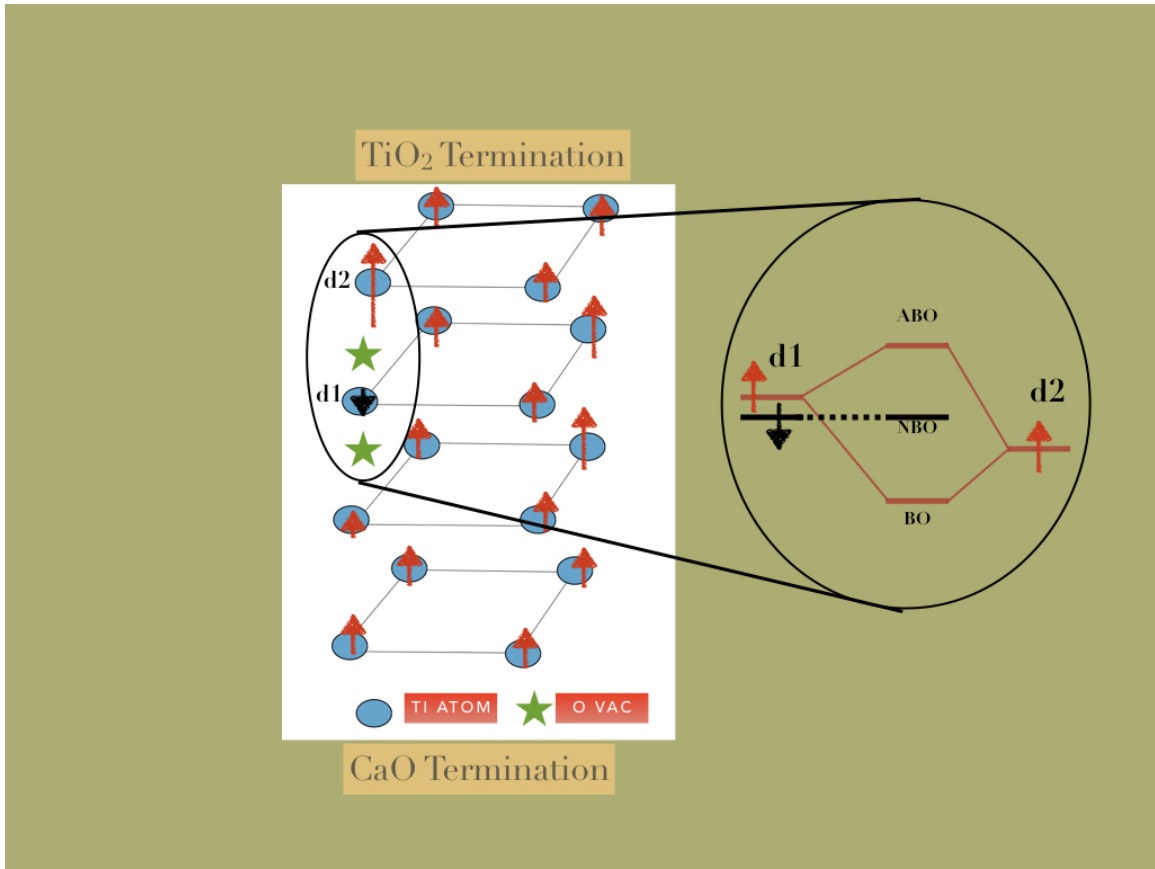 TiO₂ Termination
d2
d1
ABO
d1
d2
NBO
BO
TI ATOM
O VAC
CaO Termination